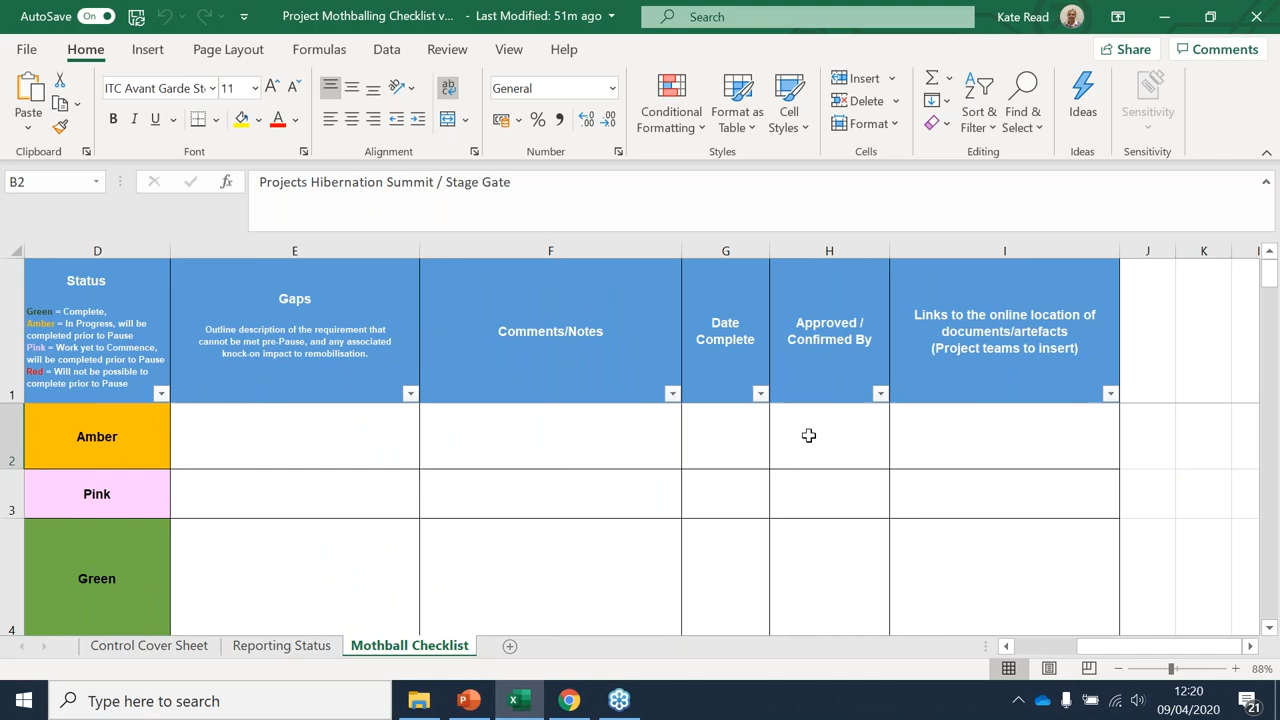 AutoSave On Project Mothballing Checklist v... - Last Modified: 51m ago Search Kate Read
File Home Insert Page Layout Formulas Data Review View Help Share Comments
Paste
Clipboard
ITC Avant Garde St 11
B I U A
Font
Alignment
General
%
Number
Conditional Formatting
Format as Table
Cell Styles
Styles
Insert
Delete
Format
Cells
Sort & Filter
Find & Select
Editing
Ideas
Ideas
Sensitivity
Sensitivity
B2 fx Projects Hibernation Summit / Stage Gate
D E F G H I J K
1
Status
Green = Complete,
Amber = In Progress, will be
completed prior to Pause
Pink = Work yet to Commence,
will be completed prior to Pause
Red = Will not be possible to
complete prior to Pause
Gaps
Outline description of the requirement that
cannot be met pre-Pause, and any associated
knock-on impact to remobilisation.
Comments/Notes
Date
Complete
Approved /
Confirmed By
Links to the online location of
documents/artefacts
(Project teams to insert)
2 Amber
3 Pink
4 Green
Control Cover Sheet Reporting Status Mothball Checklist
88%
Type here to search
12:20
09/04/2020
21